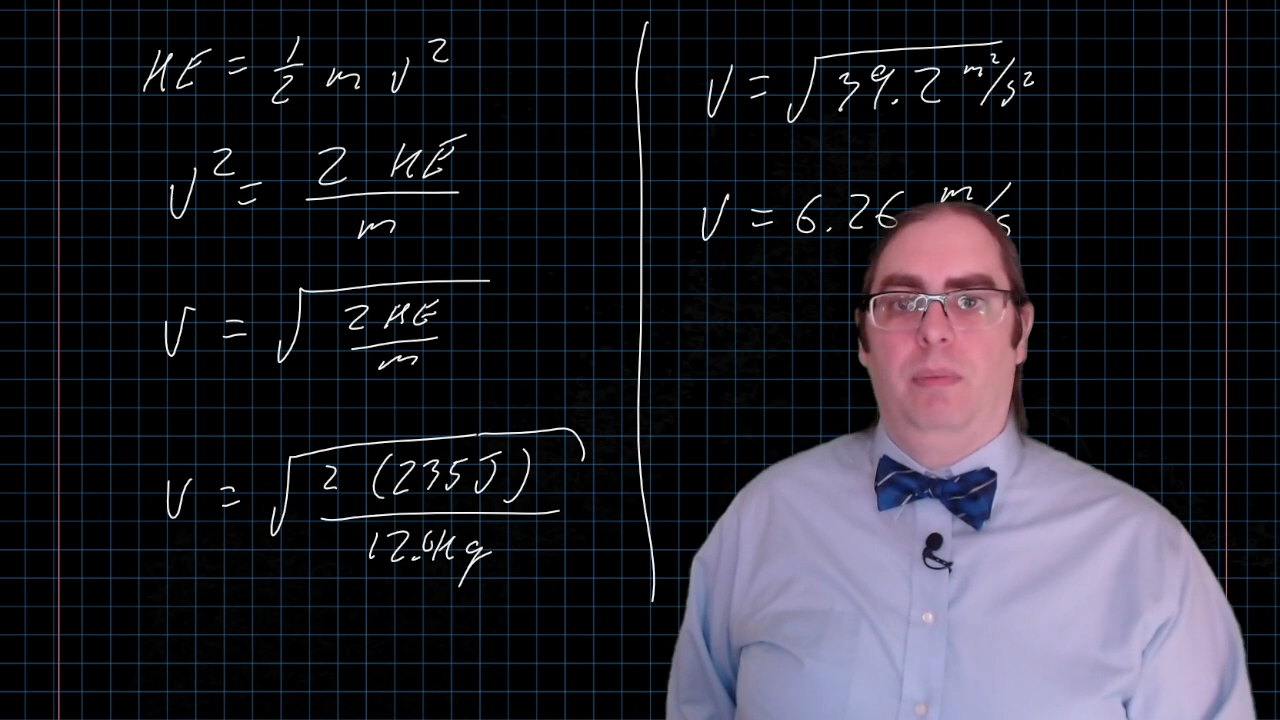 KE = 1/2 m v²
v² = 2 KE / m
v = √(2 KE / m)
v = √(2 (235 J) / 12.0 kg)
v = √39.2 m²/s²
v = 6.26 m/s